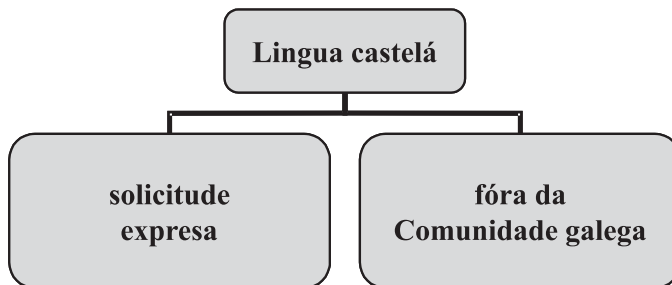 Lingua castelá
solicitude
expresa
fóra da
Comunidade galega